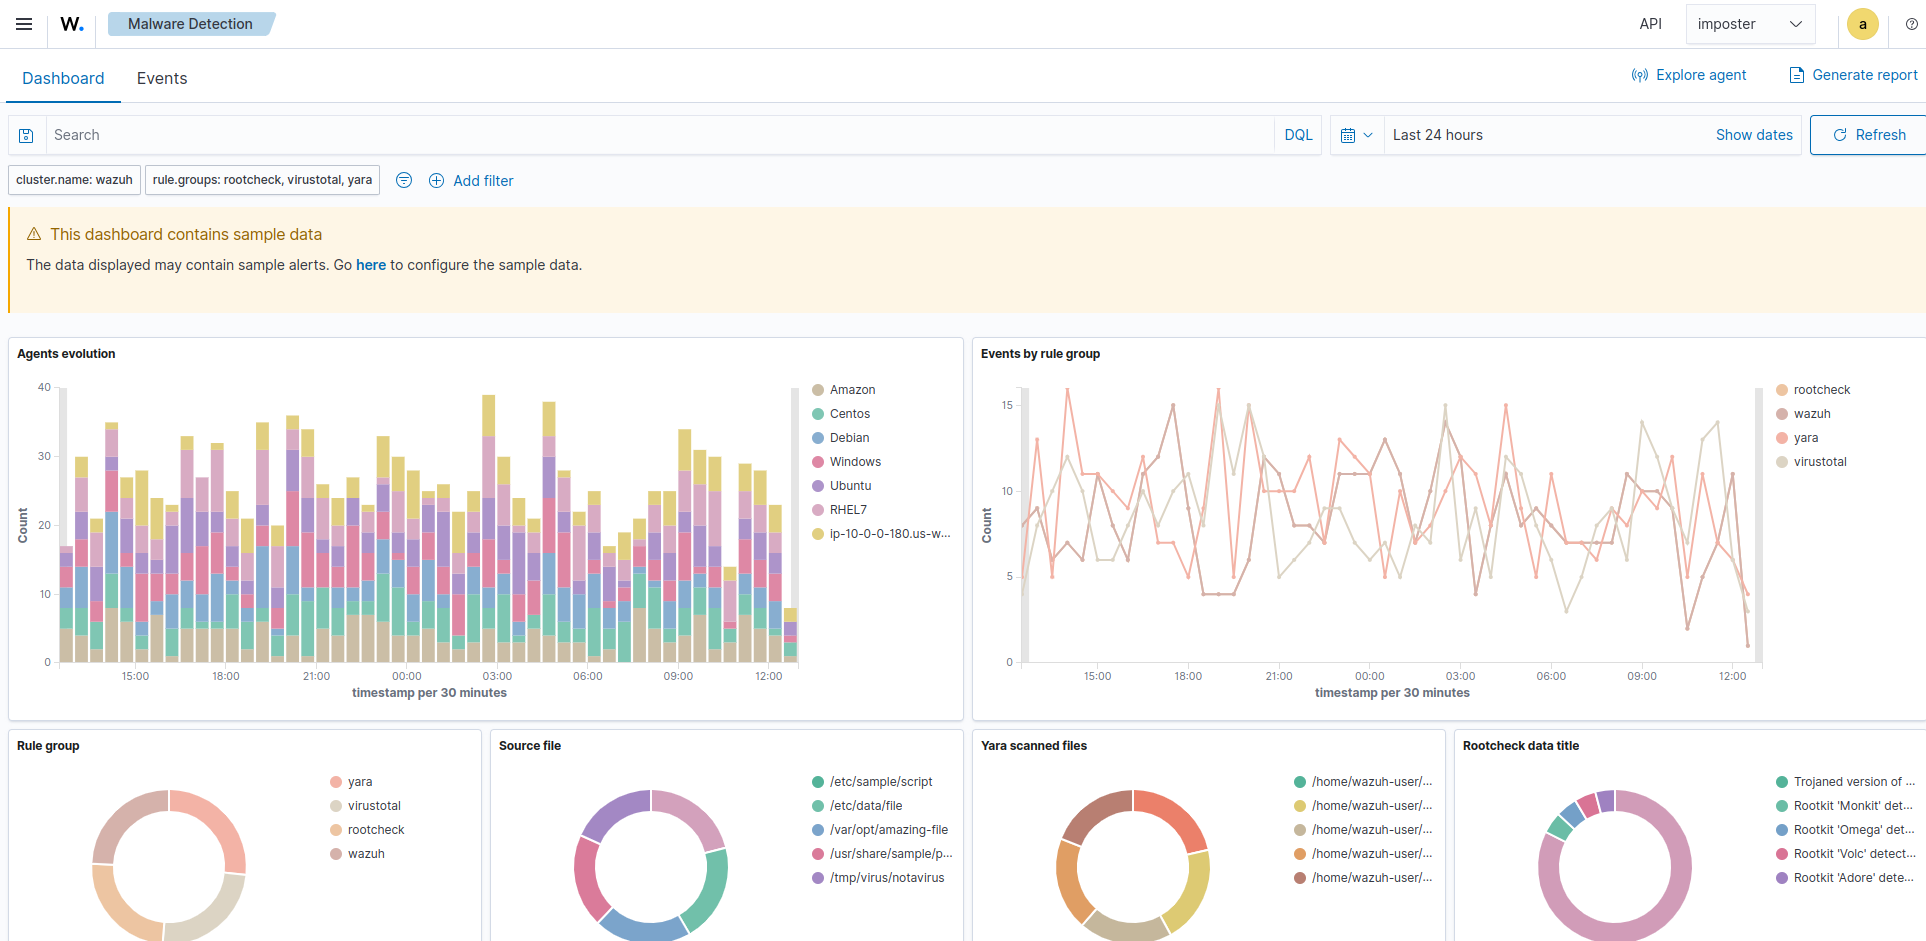 W. Malware Detection API imposter a
Dashboard Events Explore agent Generate report
Search DQL Last 24 hours Show dates Refresh
cluster.name: wazuh rule.groups: rootcheck, virustotal, yara Add filter
This dashboard contains sample data
The data displayed may contain sample alerts. Go here to configure the sample data.
Agents evolution
40
30
20
10
0
Count
15:00 18:00 21:00 00:00 03:00 06:00 09:00 12:00
timestamp per 30 minutes
Amazon
Centos
Debian
Windows
Ubuntu
RHEL7
ip-10-0-0-180.us-w...
Events by rule group
15
10
5
0
Count
15:00 18:00 21:00 00:00 03:00 06:00 09:00 12:00
timestamp per 30 minutes
rootcheck
wazuh
yara
virustotal
Rule group
yara
virustotal
rootcheck
wazuh
Source file
/etc/sample/script
/etc/data/file
/var/opt/amazing-file
/usr/share/sample/p...
/tmp/virus/notavirus
Yara scanned files
/home/wazuh-user/...
/home/wazuh-user/...
/home/wazuh-user/...
/home/wazuh-user/...
/home/wazuh-user/...
Rootcheck data title
Trojaned version of ...
Rootkit 'Monkit' det...
Rootkit 'Omega' det...
Rootkit 'Volc' detect...
Rootkit 'Adore' dete...